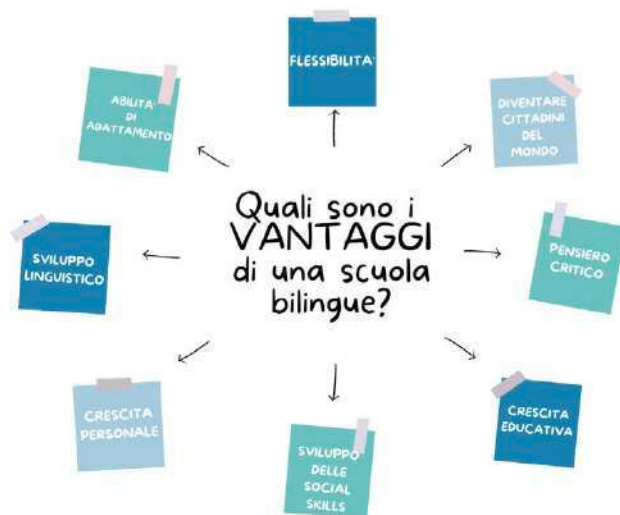 FLESSIBILITA'
ABILITA'
DI
ADATTAMENTO
DIVENTARE
CITTADINI
DEL
MONDO
Quali sono i
VANTAGGI
di una scuola
bilingue?
SVILUPPO
LINGUISTICO
PENSIERO
CRITICO
CRESCITA
PERSONALE
CRESCITA
EDUCATIVA
SVILUPPO
DELLE
SOCIAL
SKILLS